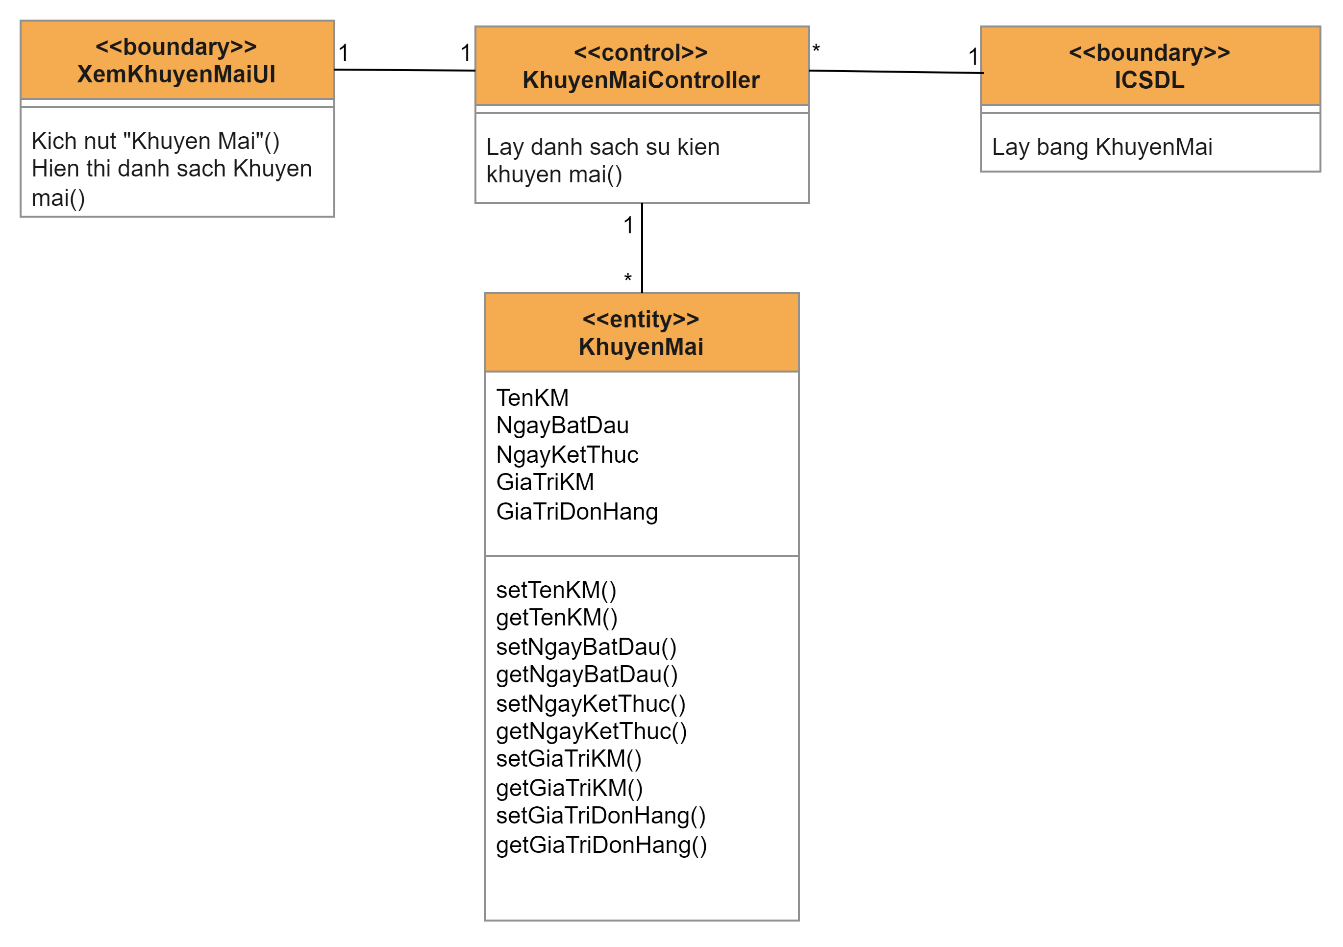 <<boundary>>
XemKhuyenMaiUI
Kich nut "Khuyen Mai"()
Hien thi danh sach Khuyen
mai()
1
1
<<control>>
KhuyenMaiController
Lay danh sach su kien
khuyen mai()
*
1
<<boundary>>
ICSDL
Lay bang KhuyenMai
1
*
<<entity>>
KhuyenMai
TenKM
NgayBatDau
NgayKetThuc
GiaTriKM
GiaTriDonHang
setTenKM()
getTenKM()
setNgayBatDau()
getNgayBatDau()
setNgayKetThuc()
getNgayKetThuc()
setGiaTriKM()
getGiaTriKM()
setGiaTriDonHang()
getGiaTriDonHang()